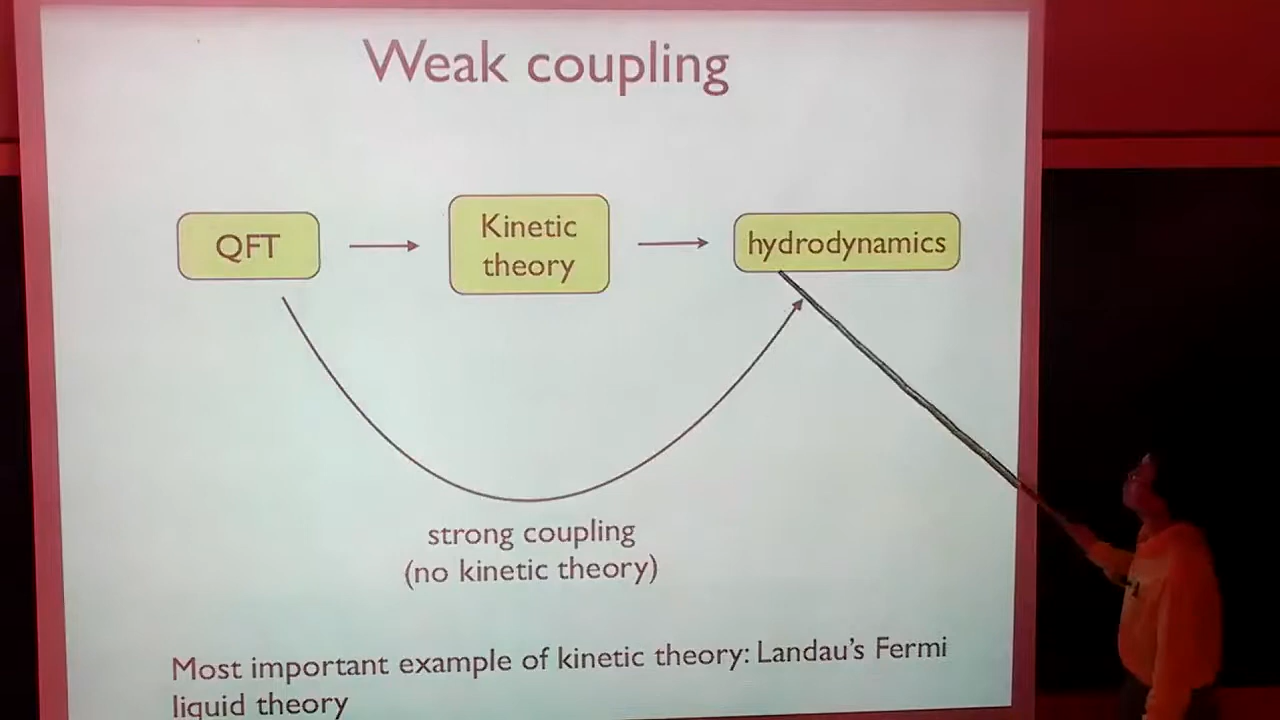 Weak coupling
QFT
Kinetic
theory
hydrodynamics
strong coupling
(no kinetic theory)
Most important example of kinetic theory: Landau's Fermi
liquid theory